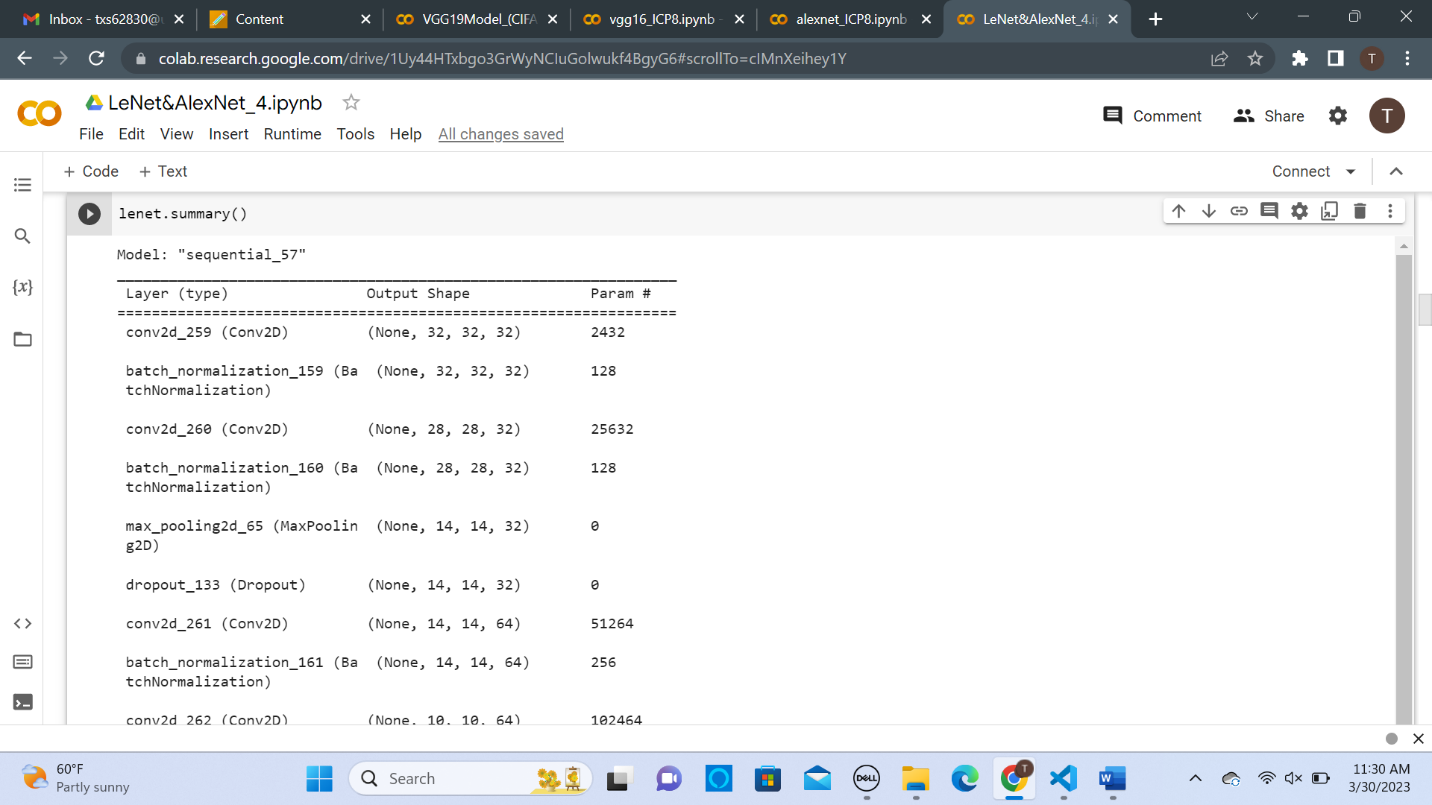 Inbox - txs62830@
Content
VGG19Model_(CIFA
vgg16_ICP8.ipynb -
alexnet_ICP8.ipynb
LeNet&AlexNet_4.i
colab.research.google.com/drive/1Uy44HTxbgo3GrWyNCIuGolwukf4BgyG6#scrollTo=cIMnXeihey1Y
T
LeNet&AlexNet_4.ipynb
Comment Share T
File Edit View Insert Runtime Tools Help All changes saved
+ Code + Text Connect
lenet.summary()
Model: "sequential_57"
Layer (type) Output Shape Param #
=================================================================
conv2d_259 (Conv2D) (None, 32, 32, 32) 2432
batch_normalization_159 (Ba (None, 32, 32, 32) 128
tchNormalization)
conv2d_260 (Conv2D) (None, 28, 28, 32) 25632
batch_normalization_160 (Ba (None, 28, 28, 32) 128
tchNormalization)
max_pooling2d_65 (MaxPoolin (None, 14, 14, 32) 0
g2D)
dropout_133 (Dropout) (None, 14, 14, 32) 0
conv2d_261 (Conv2D) (None, 14, 14, 64) 51264
batch_normalization_161 (Ba (None, 14, 14, 64) 256
tchNormalization)
conv2d_262 (Conv2D) (None, 10, 10, 64) 102464
{x}
60°F
Partly sunny
Search
DELL
T
W
11:30 AM
3/30/2023